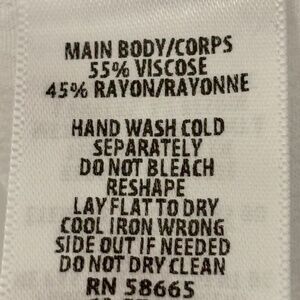 MAIN BODY/CORPS
55% VISCOSE
45% RAYON/RAYONNE
HAND WASH COLD
SEPARATELY
DO NOT BLEACH
RESHAPE
LAY FLAT TO DRY
COOL IRON WRONG
SIDE OUT IF NEEDED
DO NOT DRY CLEAN
RN 58665